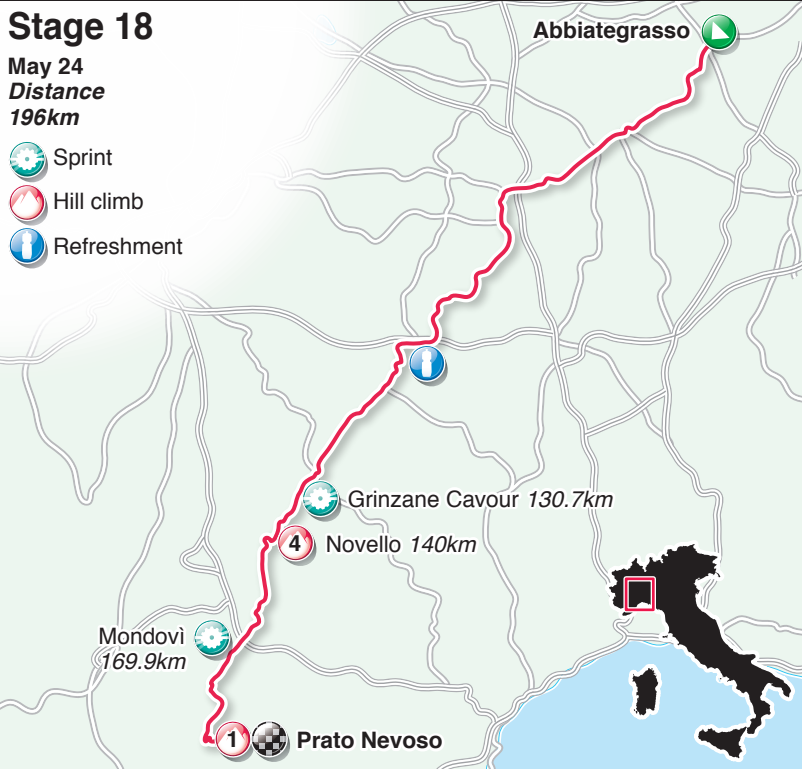 Stage 18
May 24
Distance
196km
Sprint
Hill climb
Refreshment
Abbiategrasso
Grinzane Cavour 130.7km
4 Novello 140km
Mondovì
169.9km
1 Prato Nevoso